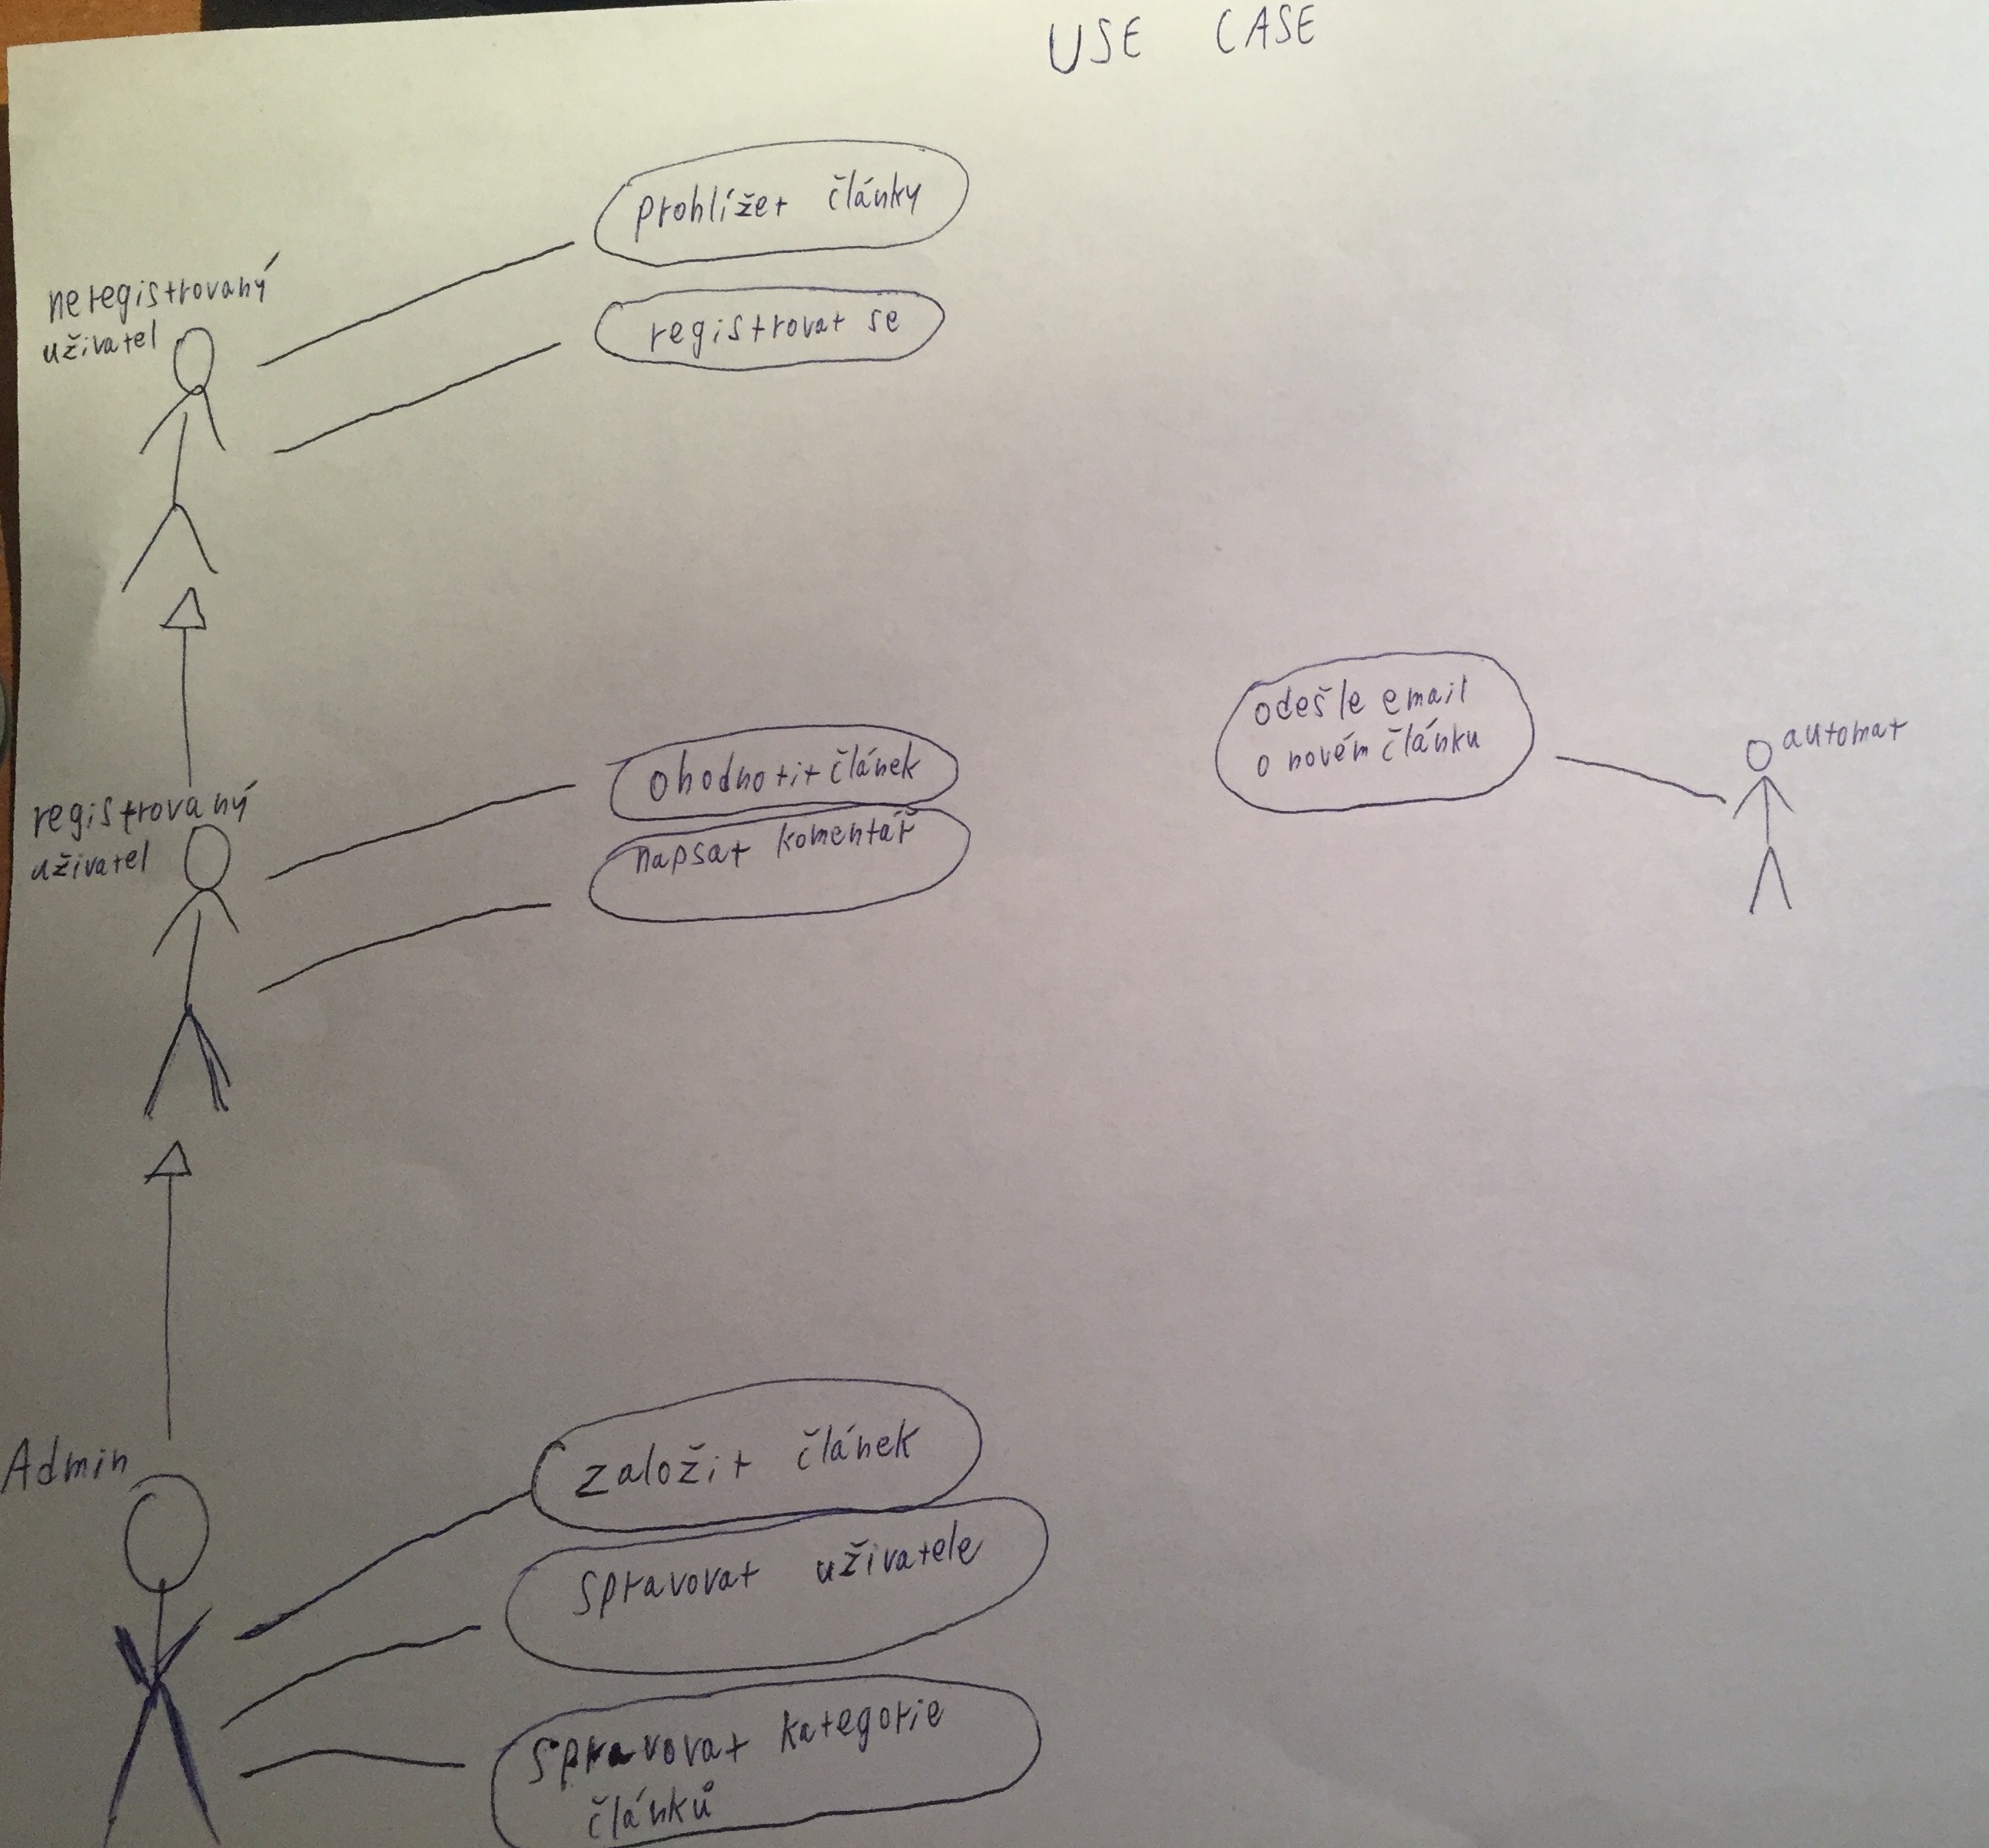 USE CASE
prohlížet články
registrovat se
neregistrovaný
uživatel
odešle email
o novém článku
automat
ohodnotit článek
napsat komentář
registrovaný
uživatel
Admin
založit článek
spravovat uživatele
spravovat kategorie
článků